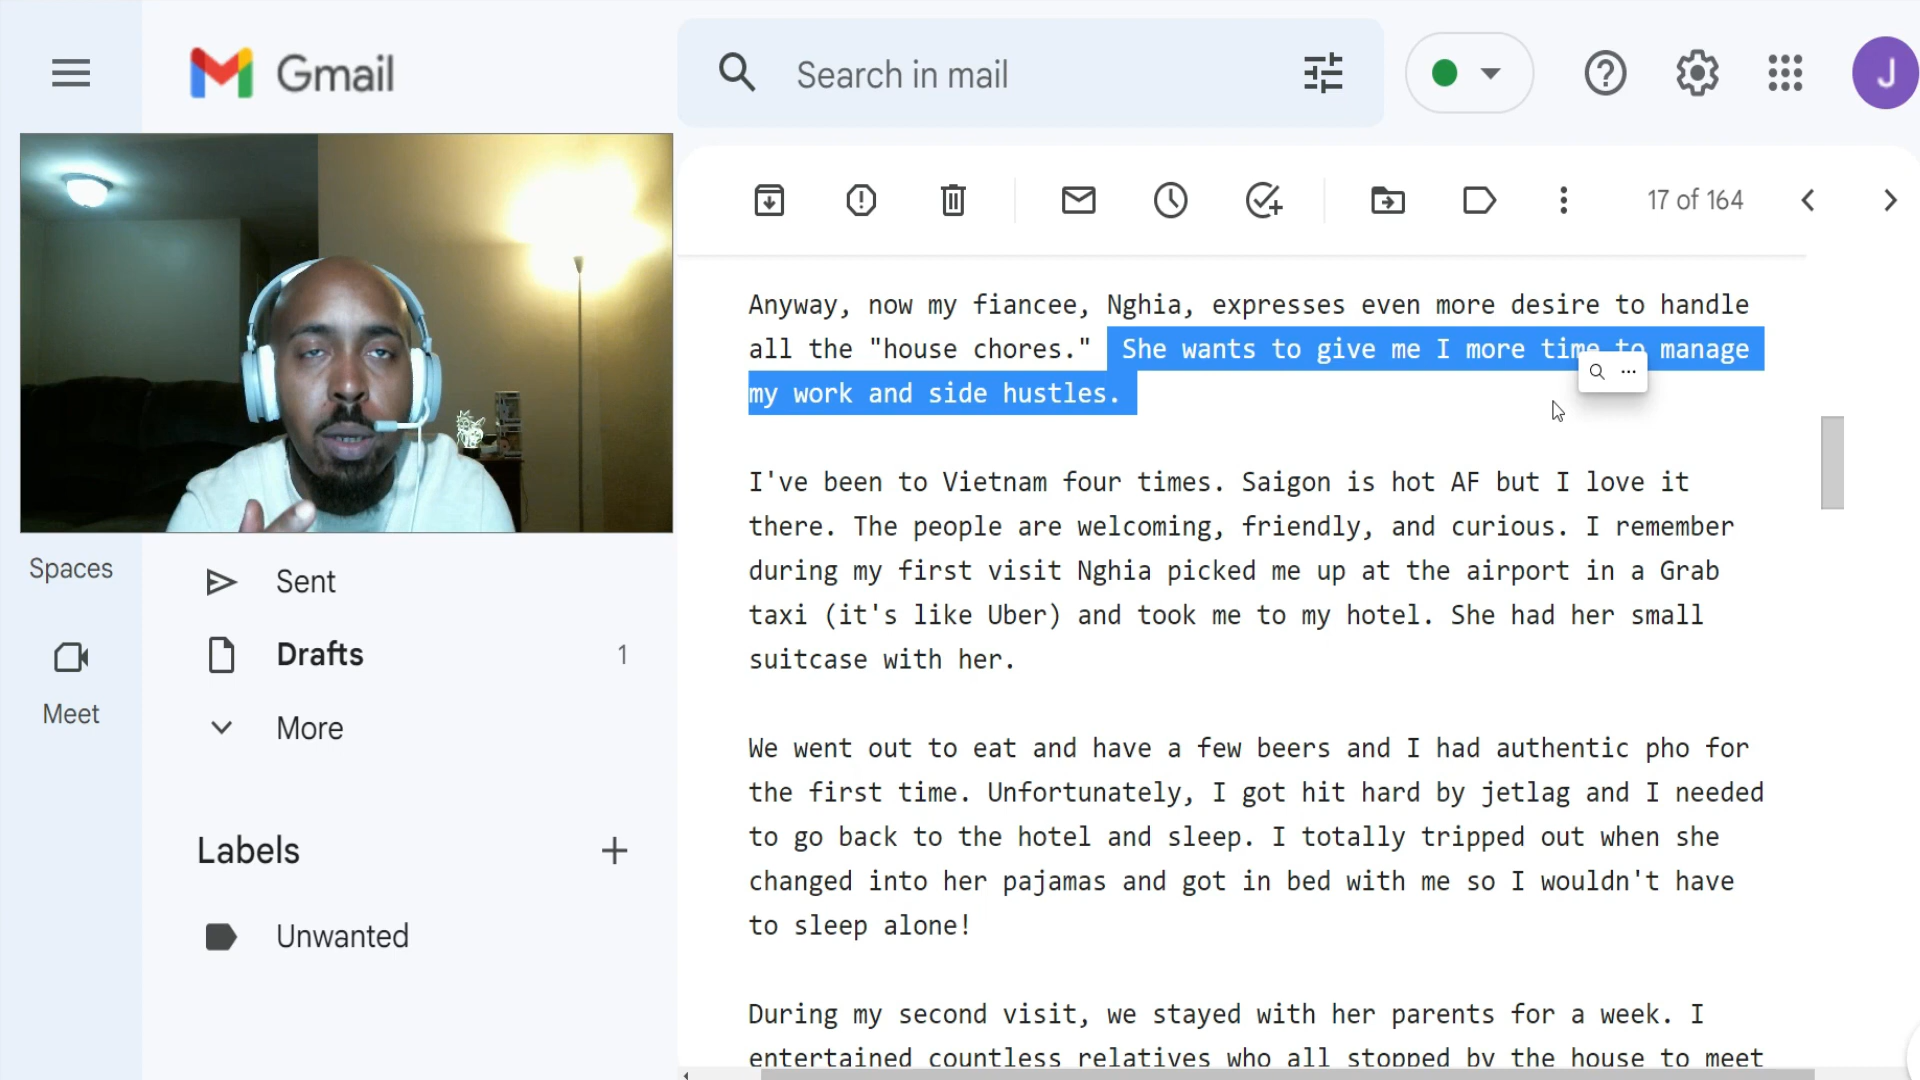 Gmail
Search in mail
J
17 of 164
Spaces
Meet
Sent
Drafts 1
More
Labels
Unwanted
Anyway, now my fiancee, Nghia, expresses even more desire to handle
all the "house chores." She wants to give me I more time to manage
my work and side hustles.
I've been to Vietnam four times. Saigon is hot AF but I love it
there. The people are welcoming, friendly, and curious. I remember
during my first visit Nghia picked me up at the airport in a Grab
taxi (it's like Uber) and took me to my hotel. She had her small
suitcase with her.
We went out to eat and have a few beers and I had authentic pho for
the first time. Unfortunately, I got hit hard by jetlag and I needed
to go back to the hotel and sleep. I totally tripped out when she
changed into her pajamas and got in bed with me so I wouldn't have
to sleep alone!
During my second visit, we stayed with her parents for a week. I
entertained countless relatives who all stopped by the house to meet